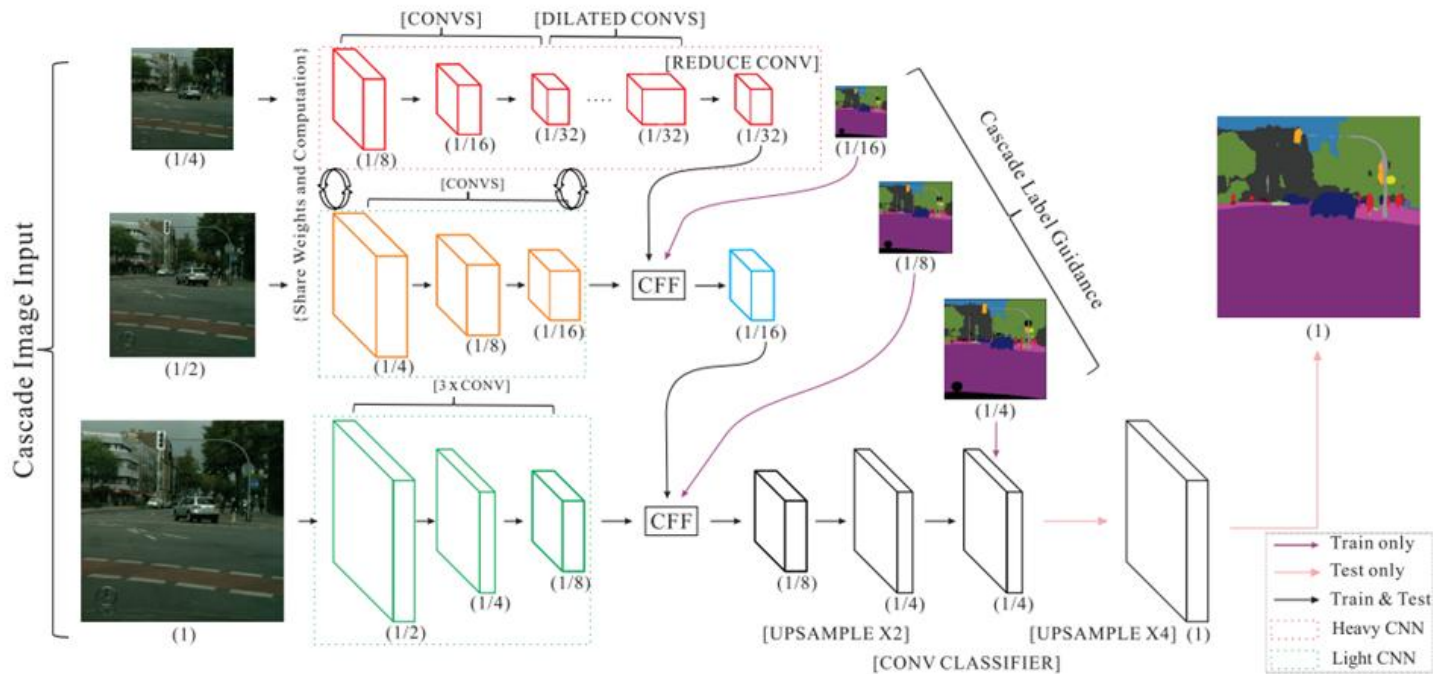 Cascade Image Input
(1/4)
(1/2)
(1)
{Share Weights and Computation}
[CONVS]
[DILATED CONVS]
[REDUCE CONV]
(1/8)
(1/16)
(1/32)
(1/32)
(1/32)
(1/16)
[CONVS]
(1/4)
(1/8)
(1/16)
CFF
(1/16)
(1/8)
Cascade Label Guidance
(1/4)
(1)
[3 x CONV]
(1/2)
(1/4)
(1/8)
CFF
(1/8)
(1/4)
(1/4)
(1)
[UPSAMPLE X2]
[UPSAMPLE X4]
[CONV CLASSIFIER]
Train only
Test only
Train & Test
Heavy CNN
Light CNN